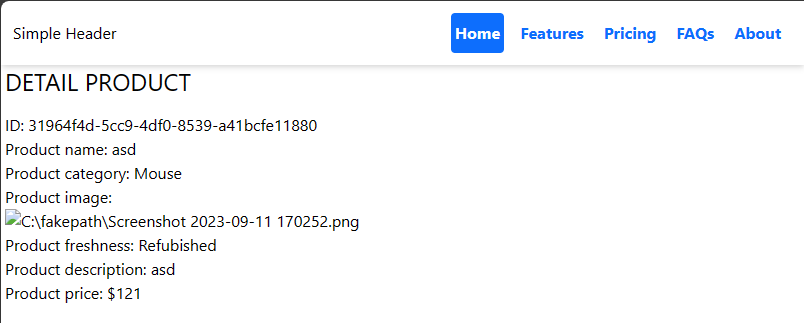 Simple Header Home Features Pricing FAQs About
DETAIL PRODUCT
ID: 31964f4d-5cc9-4df0-8539-a41bcfe11880
Product name: asd
Product category: Mouse
Product image:
C:\fakepath\Screenshot 2023-09-11 170252.png
Product freshness: Refubished
Product description: asd
Product price: $121